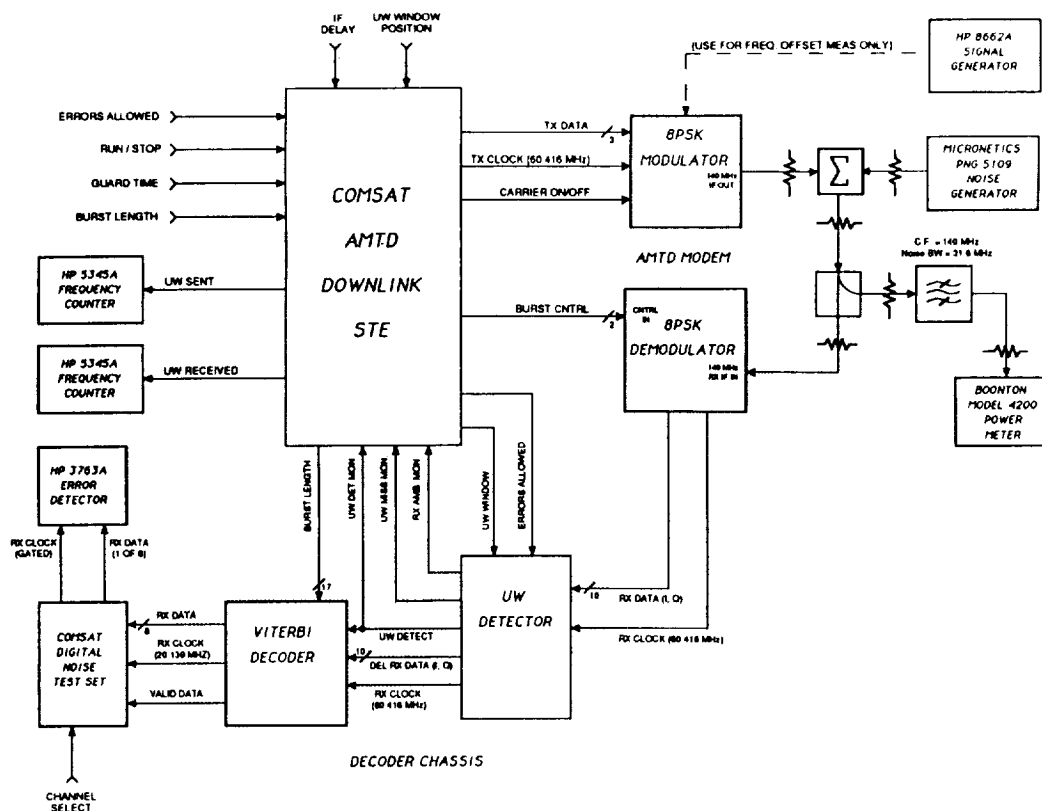 IF
DELAY
UW WINDOW
POSITION
(USE FOR FREQ. OFFSET MEAS ONLY)
HP 8662A
SIGNAL
GENERATOR
ERRORS ALLOWED
RUN / STOP
GUARD TIME
BURST LENGTH
COMSAT
AMTD
DOWNLINK
STE
TX DATA
3
TX CLOCK (60.416 MHz)
CARRIER ON/OFF
8PSK
MODULATOR
140 MHz
IF OUT
Σ
MICRONETICS
PNG 5109
NOISE
GENERATOR
AMTD MODEM
C.F. = 140 MHz
Noise BW = 31.6 MHz
HP 5345A
FREQUENCY
COUNTER
UW SENT
HP 5345A
FREQUENCY
COUNTER
UW RECEIVED
BURST CNTRL
2
CNTRL
IN
8PSK
DEMODULATOR
140 MHz
RX IF IN
BOONTON
MODEL 4200
POWER
METER
HP 3763A
ERROR
DETECTOR
BURST LENGTH
17
UW DET MON
UW MISS MON
RX AMB MON
UW WINDOW
ERRORS ALLOWED
RX CLOCK
(GATED)
RX DATA
(1 OF 8)
COMSAT
DIGITAL
NOISE
TEST SET
RX DATA
8
RX CLOCK
(20.139 MHZ)
VALID DATA
VITERBI
DECODER
UW DETECT
10
DEL RX DATA (I, Q)
RX CLOCK
(60.416 MHz)
UW
DETECTOR
10
RX DATA (I, Q)
RX CLOCK (60.416 MHz)
DECODER CHASSIS
CHANNEL
SELECT